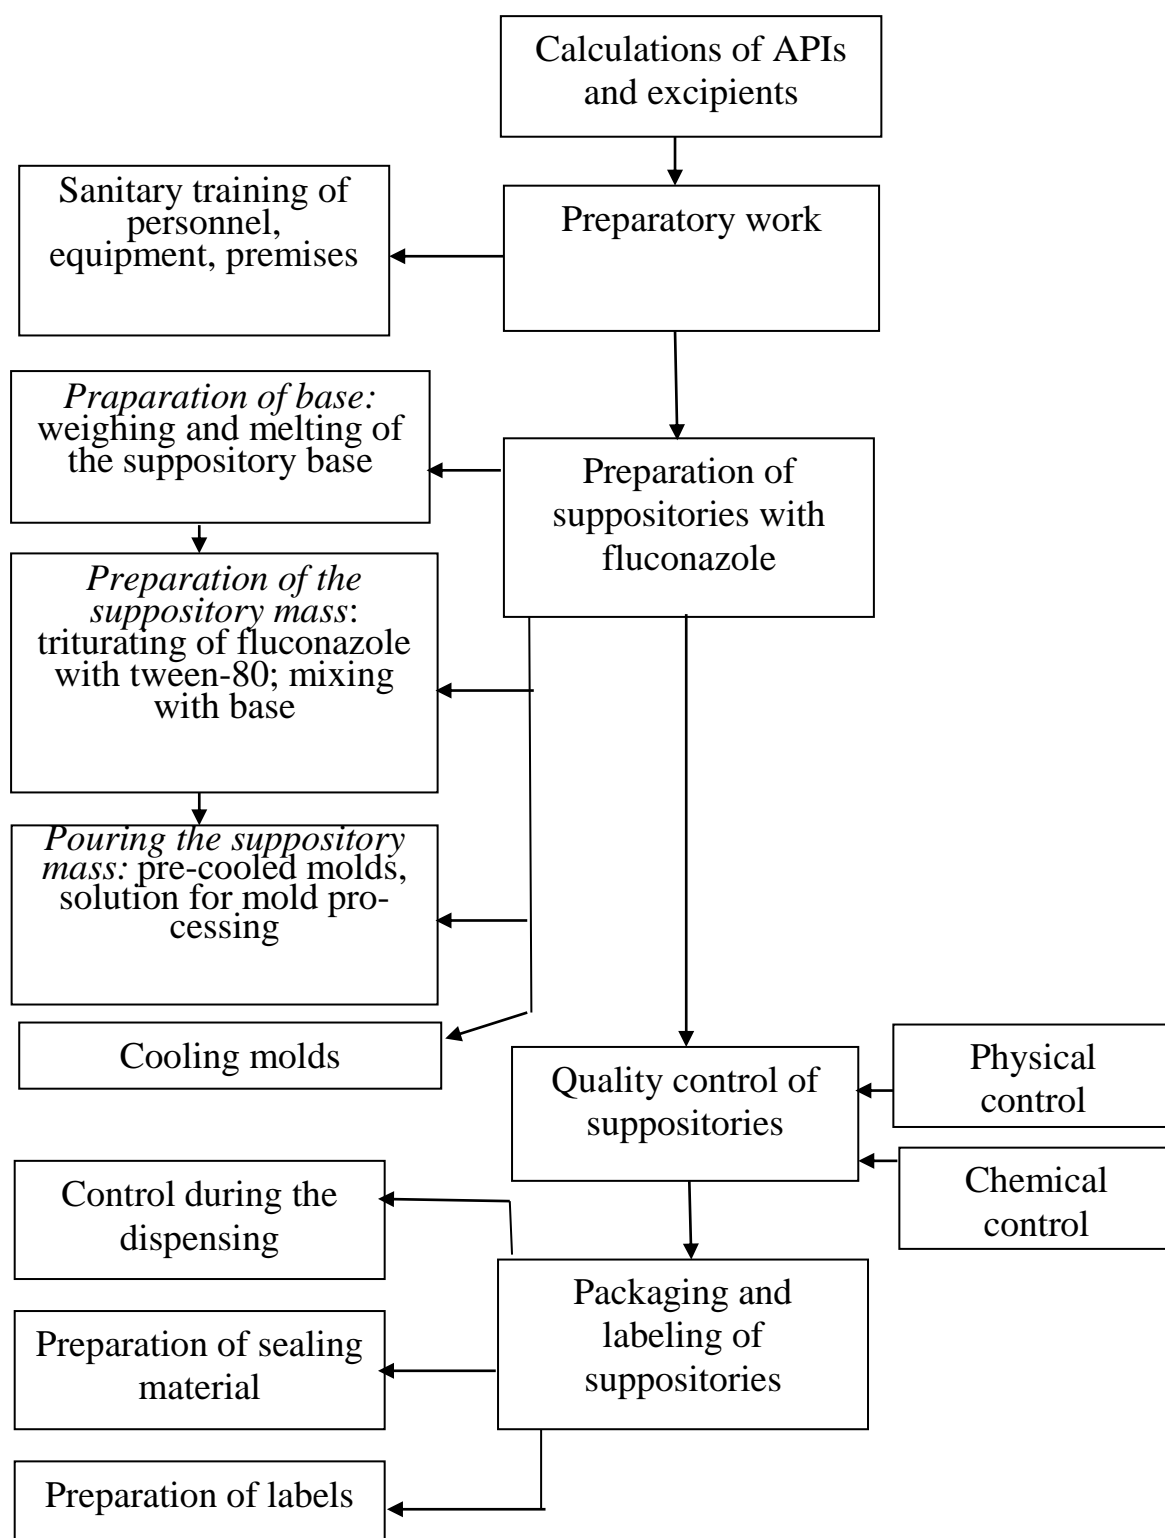 Calculations of APIs
and excipients
Sanitary training of
personnel,
equipment, premises
Preparatory work
Praparation of base:
weighing and melting of
the suppository base
Preparation of
suppositories with
fluconazole
Preparation of the
suppository mass:
triturating of fluconazole
with tween-80; mixing
with base
Pouring the suppository
mass: pre-cooled molds,
solution for mold pro-
cessing
Cooling molds
Quality control of
suppositories
Physical
control
Chemical
control
Control during the
dispensing
Packaging and
labeling of
suppositories
Preparation of sealing
material
Preparation of labels